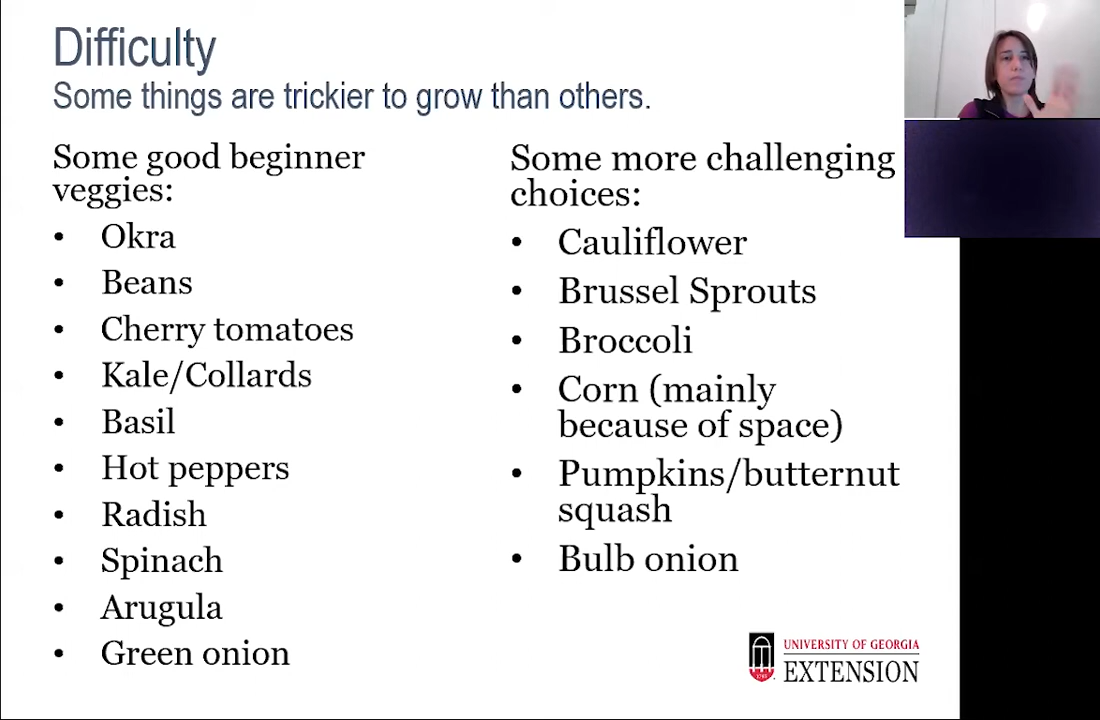 Difficulty
Some things are trickier to grow than others.
Some good beginner
veggies:
• Okra
• Beans
• Cherry tomatoes
• Kale/Collards
• Basil
• Hot peppers
• Radish
• Spinach
• Arugula
• Green onion
Some more challenging
choices:
• Cauliflower
• Brussel Sprouts
• Broccoli
• Corn (mainly
because of space)
• Pumpkins/butternut
squash
• Bulb onion
UNIVERSITY OF GEORGIA
EXTENSION